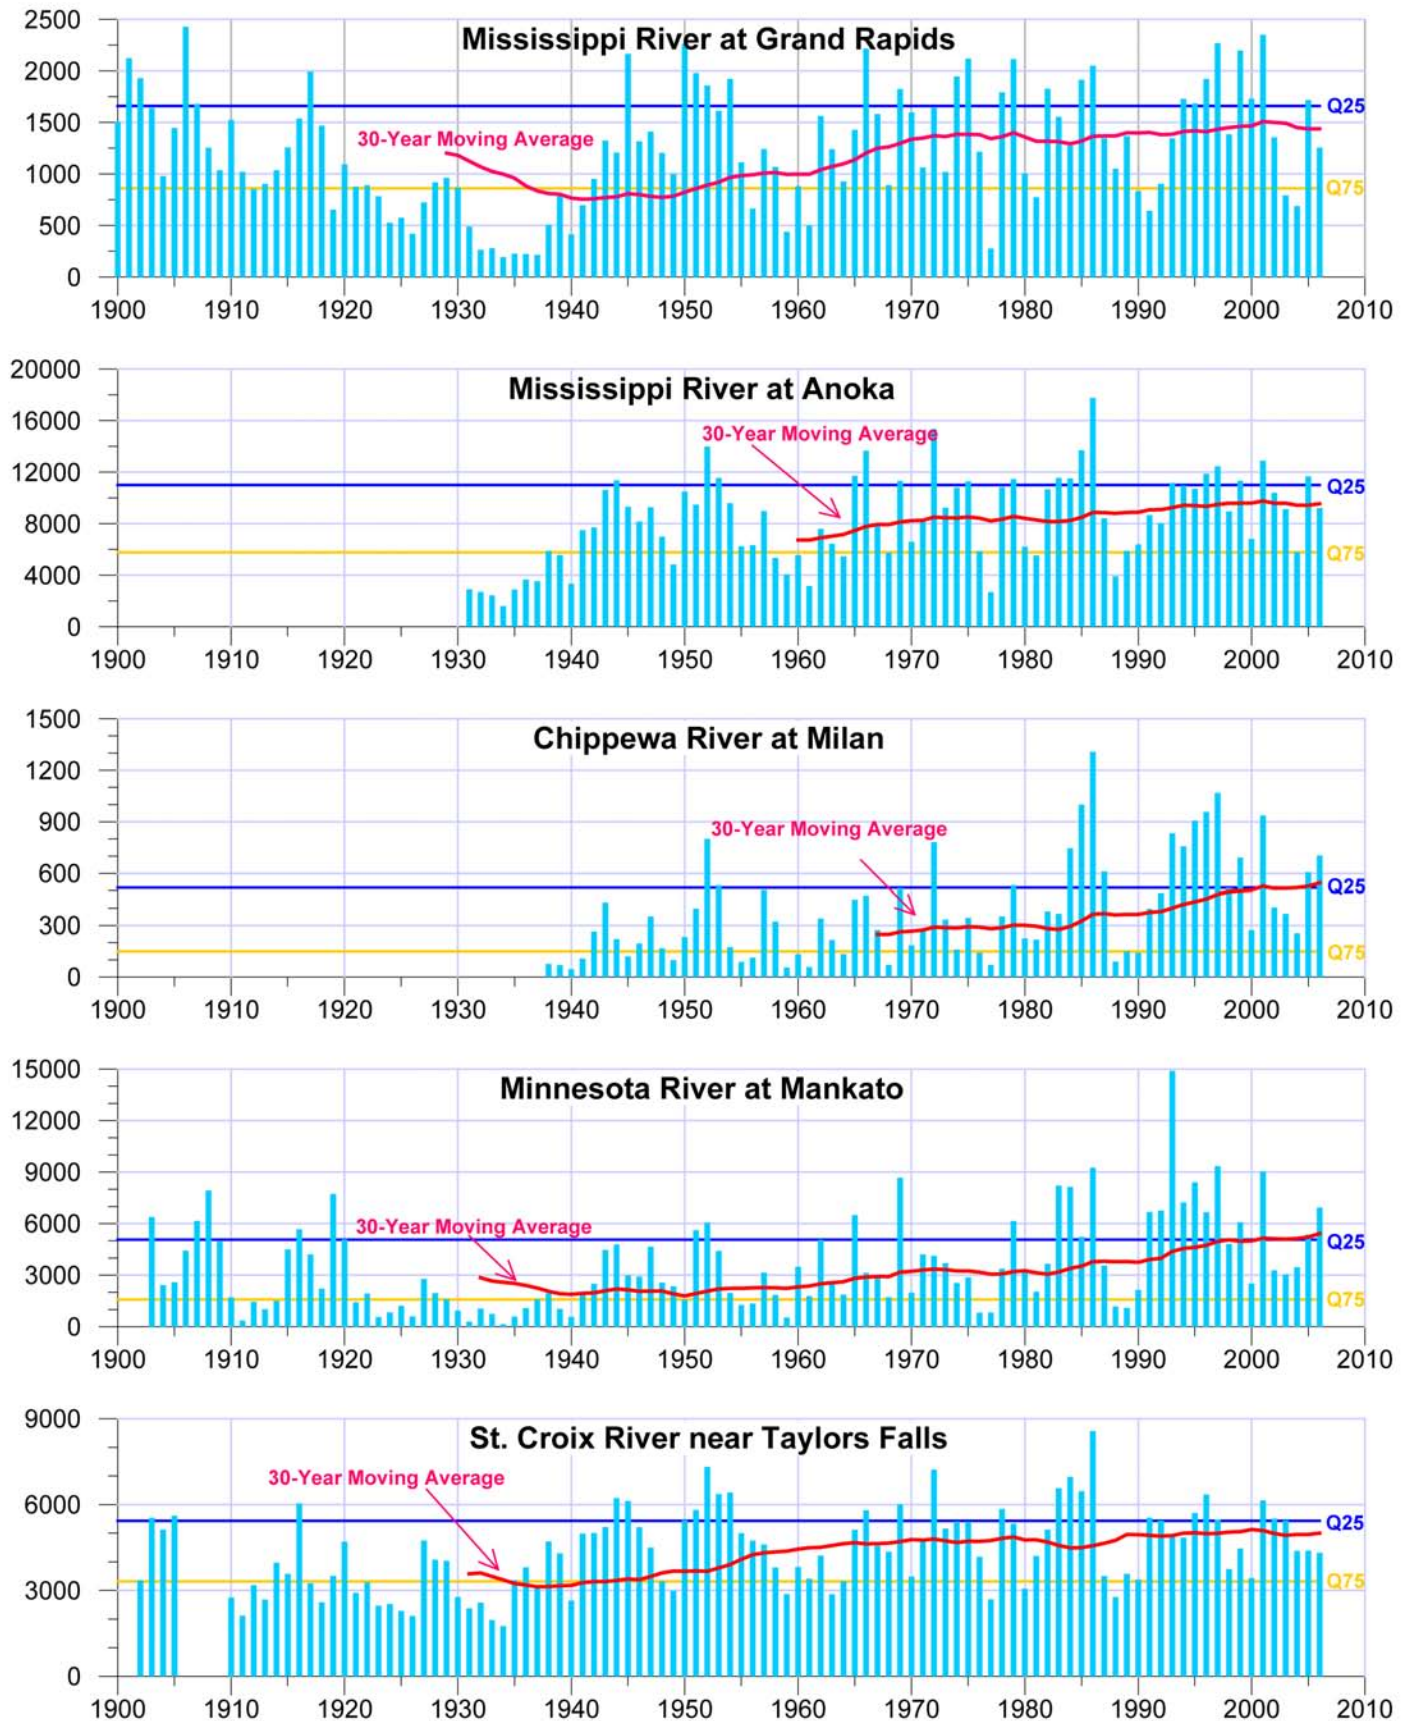 Mississippi River at Grand Rapids
2500
2000
1500
1000
500
0
30-Year Moving Average
Q25
Q75
1900 1910 1920 1930 1940 1950 1960 1970 1980 1990 2000 2010
Mississippi River at Anoka
20000
16000
12000
8000
4000
0
30-Year Moving Average
Q25
Q75
1900 1910 1920 1930 1940 1950 1960 1970 1980 1990 2000 2010
Chippewa River at Milan
1500
1200
900
600
300
0
30-Year Moving Average
Q25
Q75
1900 1910 1920 1930 1940 1950 1960 1970 1980 1990 2000 2010
Minnesota River at Mankato
15000
12000
9000
6000
3000
0
30-Year Moving Average
Q25
Q75
1900 1910 1920 1930 1940 1950 1960 1970 1980 1990 2000 2010
St. Croix River near Taylors Falls
9000
6000
3000
0
30-Year Moving Average
Q25
Q75
1900 1910 1920 1930 1940 1950 1960 1970 1980 1990 2000 2010